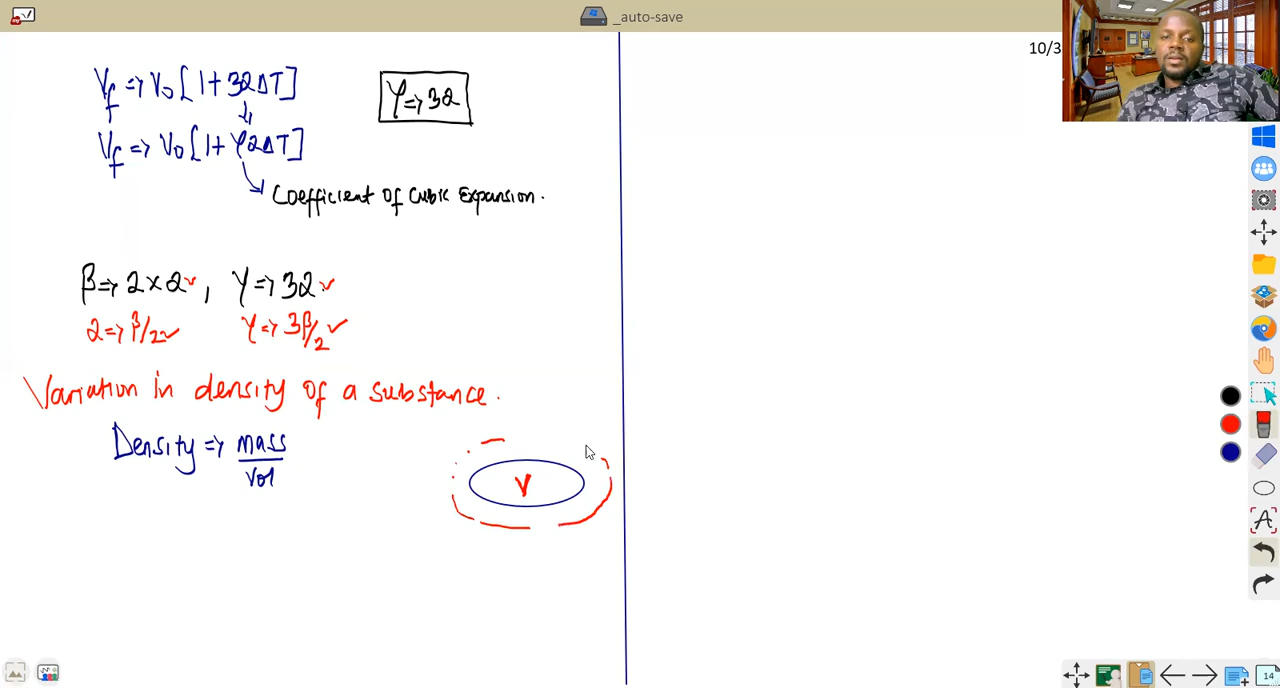 _auto-save
10/3
Vf => V₀ [1 + 3αΔT]
γ => 3α
Vf => V₀ [1 + γαΔT]
Coefficient of Cubic Expansion.
β => 2 × α, γ => 3α
α => β/2, γ => 3β/2
Variation in density of a substance.
Density => mass
vol
V
14